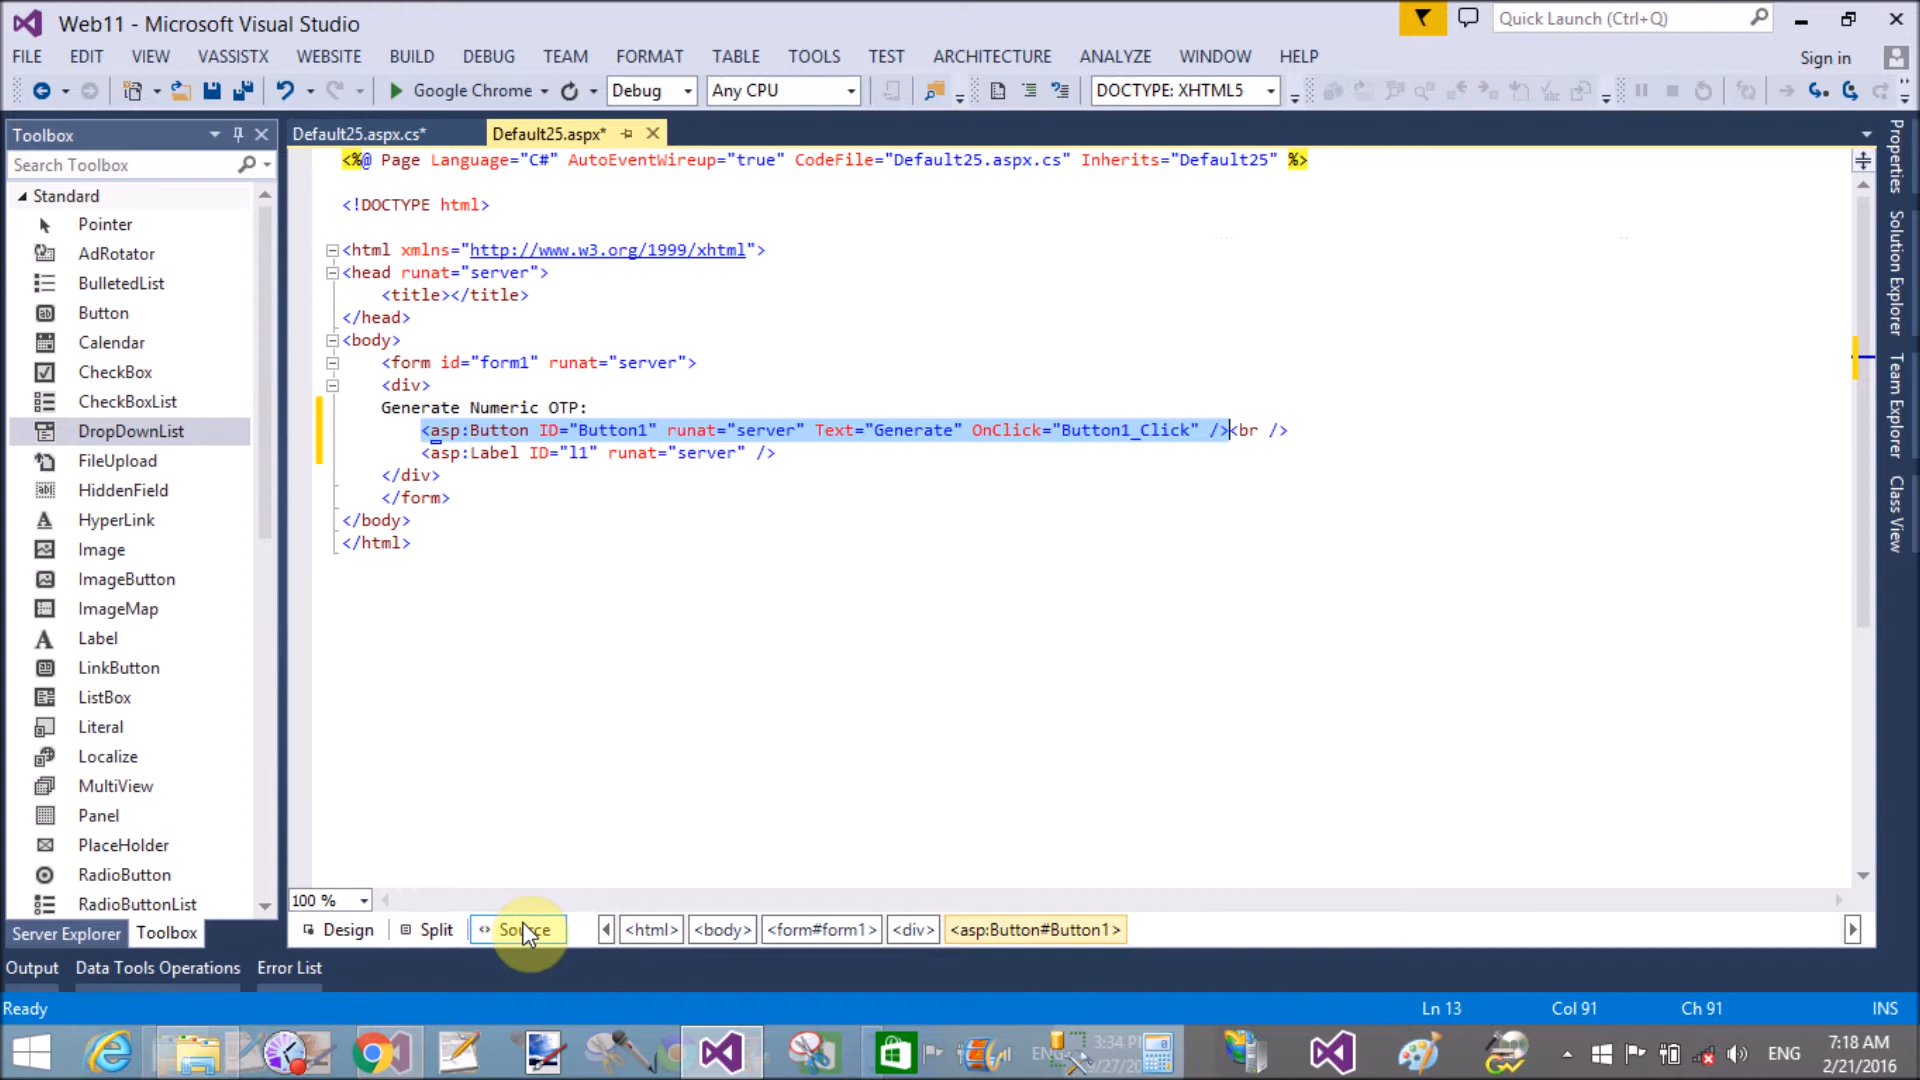 Web11 - Microsoft Visual Studio
Quick Launch (Ctrl+Q)
FILE EDIT VIEW VASSISTX WEBSITE BUILD DEBUG TEAM FORMAT TABLE TOOLS TEST ARCHITECTURE ANALYZE WINDOW HELP
Sign in
Google Chrome Debug Any CPU DOCTYPE: XHTML5
Toolbox
Default25.aspx.cs* Default25.aspx*
Search Toolbox
Standard
Pointer
AdRotator
BulletedList
Button
Calendar
CheckBox
CheckBoxList
DropDownList
FileUpload
HiddenField
HyperLink
Image
ImageButton
ImageMap
Label
LinkButton
ListBox
Literal
Localize
MultiView
Panel
PlaceHolder
RadioButton
RadioButtonList
Server Explorer Toolbox
<%@ Page Language="C#" AutoEventWireup="true" CodeFile="Default25.aspx.cs" Inherits="Default25" %>
<!DOCTYPE html>
<html xmlns="http://www.w3.org/1999/xhtml">
<head runat="server">
<title></title>
</head>
<body>
<form id="form1" runat="server">
<div>
Generate Numeric OTP:
<asp:Button ID="Button1" runat="server" Text="Generate" OnClick="Button1_Click" /><br />
<asp:Label ID="l1" runat="server" />
</div>
</form>
</body>
</html>
100 %
Design Split Source <html> <body> <form#form1> <div> <asp:Button#Button1>
Properties
Solution Explorer
Team Explorer
Class View
Output Data Tools Operations Error List
Ready Ln 13 Col 91 Ch 91 INS
ENG 7:18 AM
2/21/2016